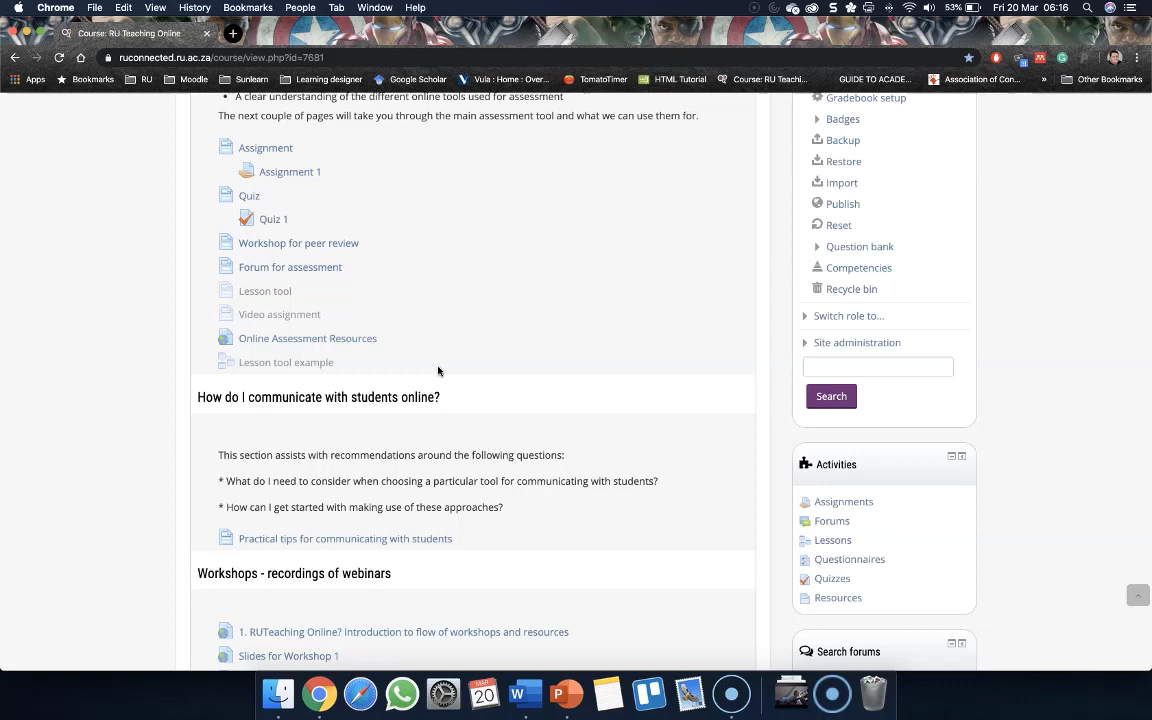 Chrome File Edit View History Bookmarks People Tab Window Help 53% Fri 20 Mar 06:16
Course: RU Teaching Online
ruconnected.ru.ac.za/course/view.php?id=7681
Apps Bookmarks RU Moodle Sunlearn Learning designer Google Scholar Vula : Home : Over... TomatoTimer HTML Tutorial Course: RU Teachi... GUIDE TO ACADE... Association of Con... » Other Bookmarks
• A clear understanding of the different online tools used for assessment
The next couple of pages will take you through the main assessment tool and what we can use them for.
Assignment
Assignment 1
Quiz
Quiz 1
Workshop for peer review
Forum for assessment
Lesson tool
Video assignment
Online Assessment Resources
Lesson tool example
How do I communicate with students online?
This section assists with recommendations around the following questions:
* What do I need to consider when choosing a particular tool for communicating with students?
* How can I get started with making use of these approaches?
Practical tips for communicating with students
Workshops - recordings of webinars
1. RUTeaching Online? Introduction to flow of workshops and resources
Slides for Workshop 1
Gradebook setup
Badges
Backup
Restore
Import
Publish
Reset
Question bank
Competencies
Recycle bin
Switch role to...
Site administration
Search
Activities
Assignments
Forums
Lessons
Questionnaires
Quizzes
Resources
Search forums
MAR
20